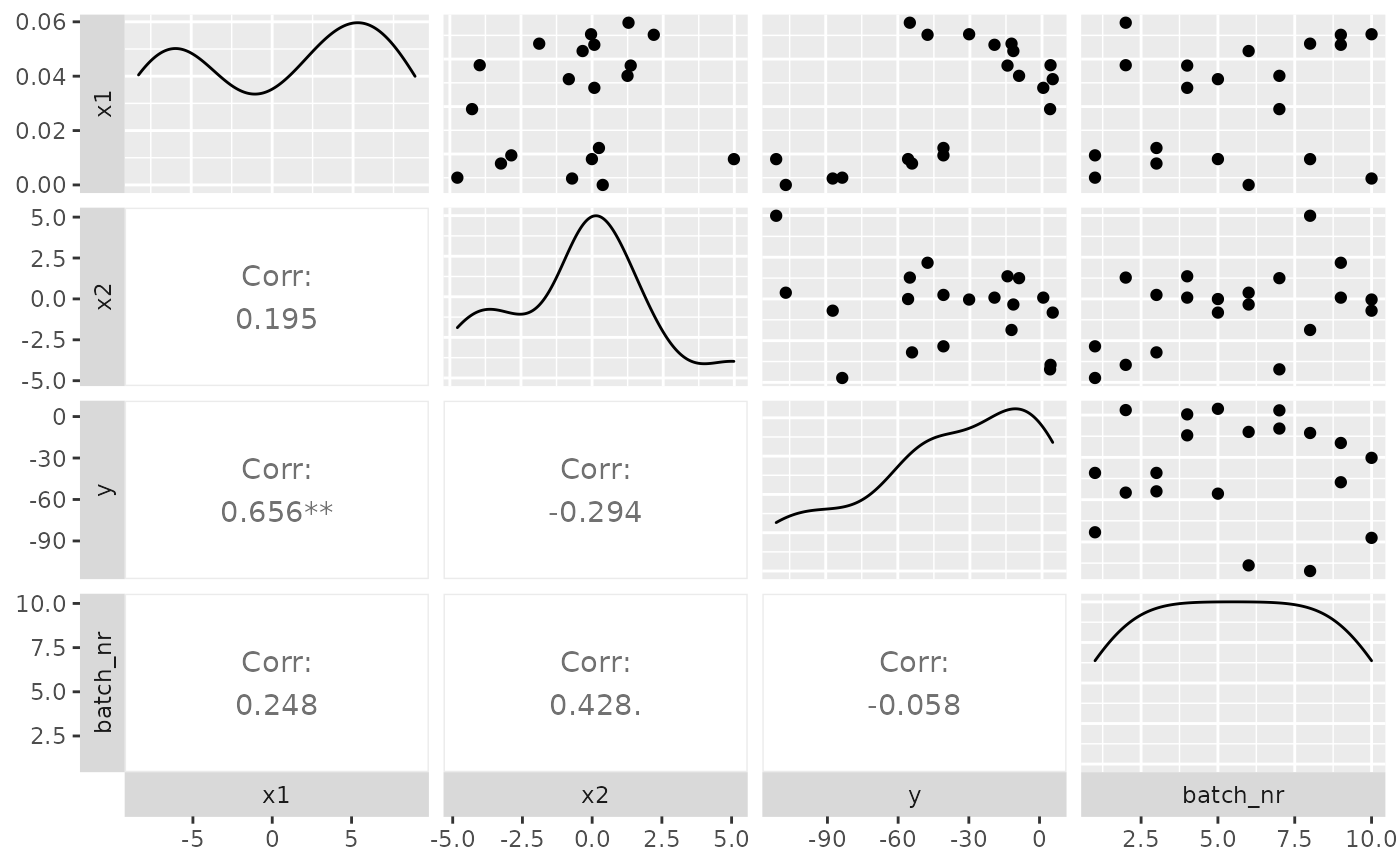 0.06
0.04
0.02
0.00
x1
5.0
2.5
0.0
-2.5
-5.0
x2
Corr:
0.195
0
-30
-60
-90
y
Corr:
0.656**
Corr:
-0.294
10.0
7.5
5.0
2.5
batch_nr
Corr:
0.248
Corr:
0.428.
Corr:
-0.058
x1
x2
y
batch_nr
-5 0 5
-5.0 -2.5 0.0 2.5 5.0
-90 -60 -30 0
2.5 5.0 7.5 10.0